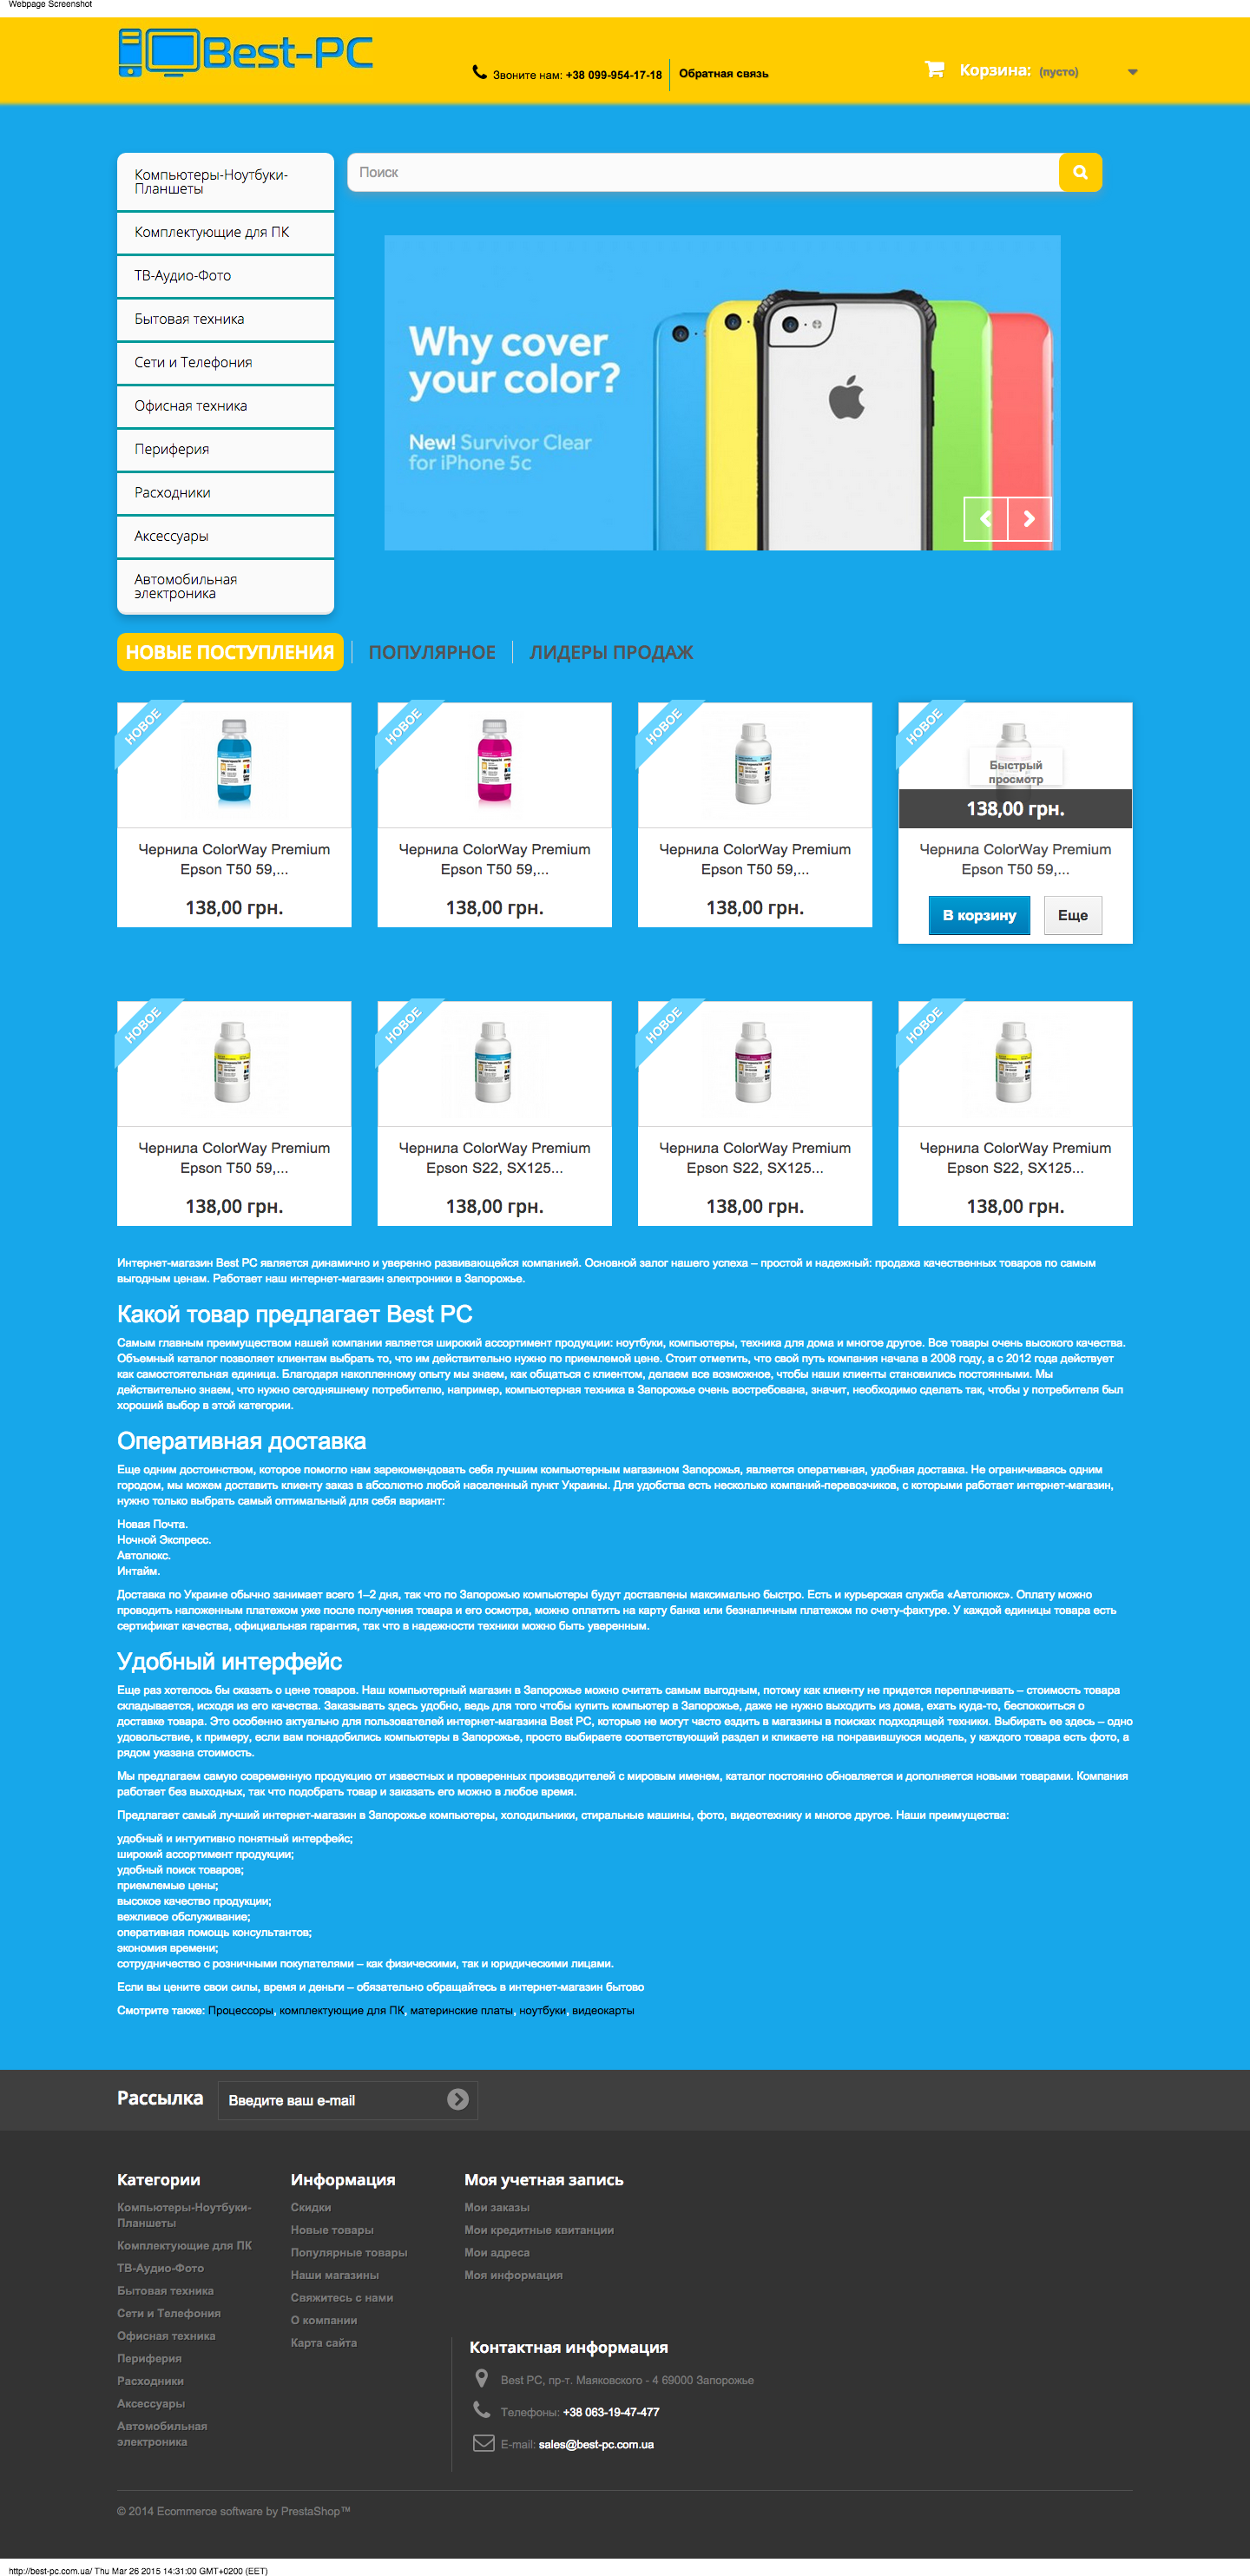 Webpage Screenshot
Best-PC
Звоните нам: +38 099-954-17-18
Обратная связь
Корзина: (пусто)
Компьютеры-Ноутбуки-
Планшеты
Комплектующие для ПК
ТВ-Аудио-Фото
Бытовая техника
Сети и Телефония
Офисная техника
Периферия
Расходники
Аксессуары
Автомобильная
электроника
Поиск
Why cover
your color?
New! Survivor Clear
for iPhone 5c
НОВЫЕ ПОСТУПЛЕНИЯ
ПОПУЛЯРНОЕ
ЛИДЕРЫ ПРОДАЖ
НОВОЕ
Чернила ColorWay Premium
Epson T50 59,...
138,00 грн.
НОВОЕ
Чернила ColorWay Premium
Epson T50 59,...
138,00 грн.
НОВОЕ
Чернила ColorWay Premium
Epson T50 59,...
138,00 грн.
НОВОЕ
Быстрый
просмотр
138,00 грн.
Чернила ColorWay Premium
Epson T50 59,...
В корзину
Еще
НОВОЕ
Чернила ColorWay Premium
Epson T50 59,...
138,00 грн.
НОВОЕ
Чернила ColorWay Premium
Epson S22, SX125...
138,00 грн.
НОВОЕ
Чернила ColorWay Premium
Epson S22, SX125...
138,00 грн.
НОВОЕ
Чернила ColorWay Premium
Epson S22, SX125...
138,00 грн.
Интернет-магазин Best PC является динамично и уверенно развивающейся компанией. Основной залог нашего успеха – простой и надежный: продажа качественных товаров по самым
выгодным ценам. Работает наш интернет-магазин электроники в Запорожье.
Какой товар предлагает Best PC
Самым главным преимуществом нашей компании является широкий ассортимент продукции: ноутбуки, компьютеры, техника для дома и многое другое. Все товары очень высокого качества.
Объемный каталог позволяет клиентам выбрать то, что им действительно нужно по приемлемой цене. Стоит отметить, что свой путь компания начала в 2008 году, а с 2012 года действует
как самостоятельная единица. Благодаря накопленному опыту мы знаем, как общаться с клиентом, делаем все возможное, чтобы наши клиенты становились постоянными. Мы
действительно знаем, что нужно сегодняшнему потребителю, например, компьютерная техника в Запорожье очень востребована, значит, необходимо сделать так, чтобы у потребителя был
хороший выбор в этой категории.
Оперативная доставка
Еще одним достоинством, которое помогло нам зарекомендовать себя лучшим компьютерным магазином Запорожья, является оперативная, удобная доставка. Не ограничиваясь одним
городом, мы можем доставить клиенту заказ в абсолютно любой населенный пункт Украины. Для удобства есть несколько компаний-перевозчиков, с которыми работает интернет-магазин,
нужно только выбрать самый оптимальный для себя вариант:
Новая Почта.
Ночной Экспресс.
Автолюкс.
Интайм.
Доставка по Украине обычно занимает всего 1–2 дня, так что по Запорожью компьютеры будут доставлены максимально быстро. Есть и курьерская служба «Автолюкс». Оплату можно
проводить наложенным платежом уже после получения товара и его осмотра, можно оплатить на карту банка или безналичным платежом по счету-фактуре. У каждой единицы товара есть
сертификат качества, официальная гарантия, так что в надежности техники можно быть уверенным.
Удобный интерфейс
Еще раз хотелось бы сказать о цене товаров. Наш компьютерный магазин в Запорожье можно считать самым выгодным, потому как клиенту не придется переплачивать – стоимость товара
складывается, исходя из его качества. Заказывать здесь удобно, ведь для того чтобы купить компьютер в Запорожье, даже не нужно выходить из дома, ехать куда-то, беспокоиться о
доставке товара. Это особенно актуально для пользователей интернет-магазина Best PC, которые не могут часто ездить в магазины в поисках подходящей техники. Выбирать ее здесь – одно
удовольствие, к примеру, если вам понадобились компьютеры в Запорожье, просто выбираете соответствующий раздел и кликаете на понравившуюся модель, у каждого товара есть фото, а
рядом указана стоимость.
Мы предлагаем самую современную продукцию от известных и проверенных производителей с мировым именем, каталог постоянно обновляется и дополняется новыми товарами. Компания
работает без выходных, так что подобрать товар и заказать его можно в любое время.
Предлагает самый лучший интернет-магазин в Запорожье компьютеры, холодильники, стиральные машины, фото, видеотехнику и многое другое. Наши преимущества:
удобный и интуитивно понятный интерфейс;
широкий ассортимент продукции;
удобный поиск товаров;
приемлемые цены;
высокое качество продукции;
вежливое обслуживание;
оперативная помощь консультантов;
экономия времени;
сотрудничество с розничными покупателями – как физическими, так и юридическими лицами.
Если вы цените свои силы, время и деньги – обязательно обращайтесь в интернет-магазин бытово
Смотрите также: Процессоры, комплектующие для ПК, материнские платы, ноутбуки, видеокарты
Рассылка
Введите ваш e-mail
Категории
Компьютеры-Ноутбуки-
Планшеты
Комплектующие для ПК
ТВ-Аудио-Фото
Бытовая техника
Сети и Телефония
Офисная техника
Периферия
Расходники
Аксессуары
Автомобильная
электроника
Информация
Скидки
Новые товары
Популярные товары
Наши магазины
Свяжитесь с нами
О компании
Карта сайта
Моя учетная запись
Мои заказы
Мои кредитные квитанции
Мои адреса
Моя информация
Контактная информация
Best PC, пр-т. Маяковского - 4 69000 Запорожье
Телефоны: +38 063-19-47-477
E-mail: sales@best-pc.com.ua
© 2014 Ecommerce software by PrestaShop™
http://best-pc.com.ua/ Thu Mar 26 2015 14:31:00 GMT+0200 (EET)